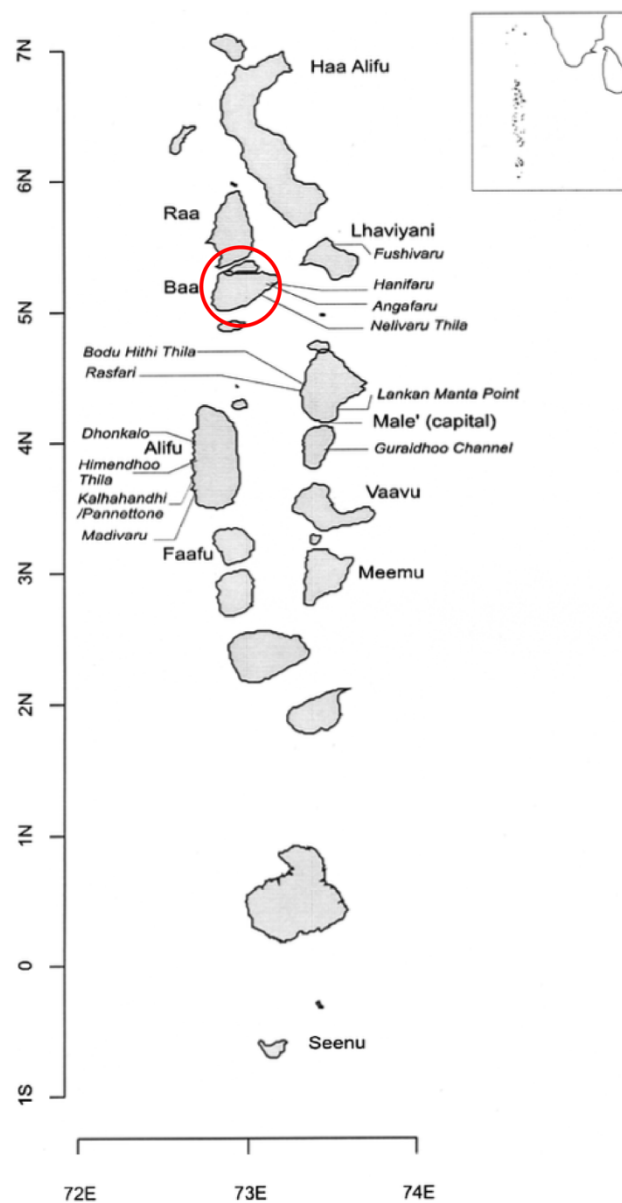 7N
Haa Alifu
6N
Raa
Lhaviyani
Fushivaru
Baa
Hanifaru
5N
Angafaru
Nelivaru Thila
Bodu Hithi Thila
Rasfari
Lankan Manta Point
4N
Male' (capital)
Dhonkalo
Alifu
Guraidhoo Channel
Himendhoo
Thila
Kalhahandhi
/Pannettone
Vaavu
Madivaru
Faafu
3N
Meemu
2N
1N
0
Seenu
1S
72E
73E
74E